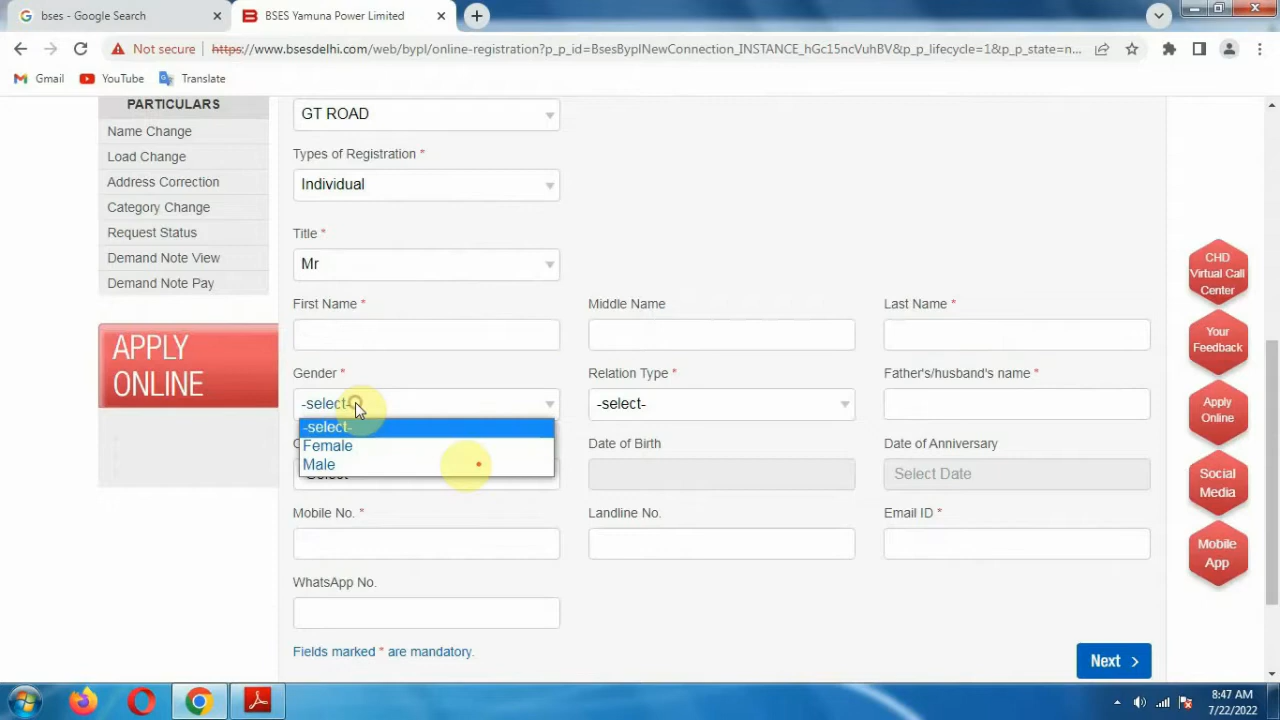 bses - Google Search
BSES Yamuna Power Limited
Not secure
https://www.bsesdelhi.com/web/bypl/online-registration?p_p_id=BsesBypINewConnection_INSTANCE_hGc15ncVuhBV&p_p_lifecycle=1&p_p_state=n...
Gmail
YouTube
Translate
PARTICULARS
Name Change
Load Change
Address Correction
Category Change
Request Status
Demand Note View
Demand Note Pay
APPLY
ONLINE
GT ROAD
Types of Registration *
Individual
Title *
Mr
First Name *
Middle Name
Last Name *
Gender *
Relation Type *
Father's/husband's name *
-select-
-select-
-select-
Female
Male
Date of Birth
Date of Anniversary
Select Date
Mobile No. *
Landline No.
Email ID *
WhatsApp No.
Fields marked * are mandatory.
Next
CHD
Virtual Call
Center
Your
Feedback
Apply
Online
Social
Media
Mobile
App
8:47 AM
7/22/2022